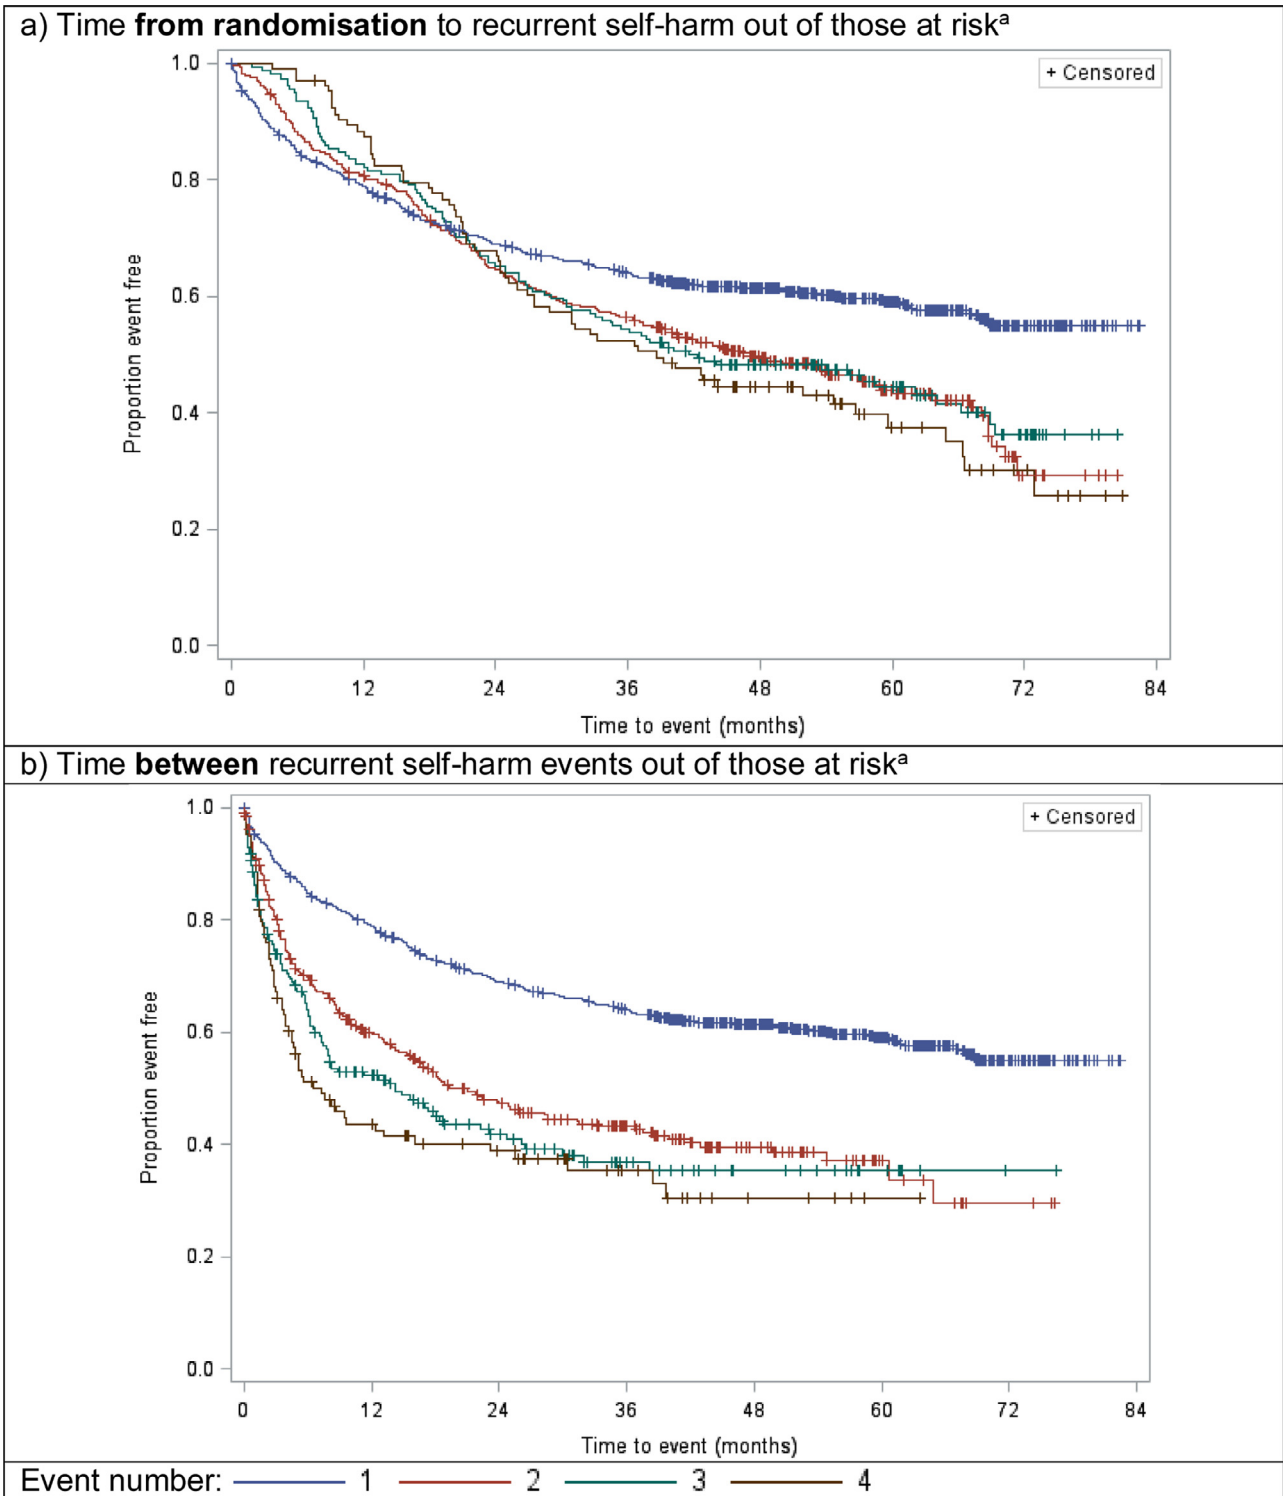 a) Time from randomisation to recurrent self-harm out of those at riskᵃ
+ Censored
1.0
0.8
0.6
0.4
0.2
0.0
Proportion event free
0 12 24 36 48 60 72 84
Time to event (months)
b) Time between recurrent self-harm events out of those at riskᵃ
+ Censored
1.0
0.8
0.6
0.4
0.2
0.0
Proportion event free
0 12 24 36 48 60 72 84
Time to event (months)
Event number: 1 2 3 4